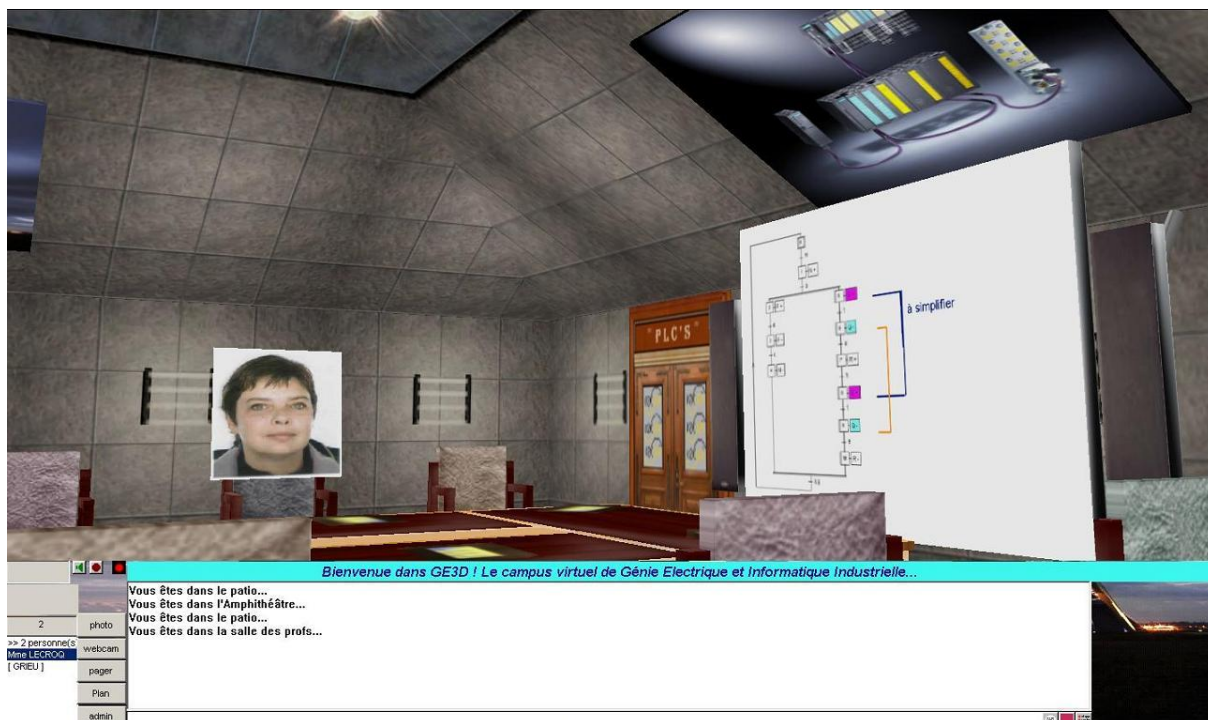 "PLC'S"
à simplifier
Bienvenue dans GE3D ! Le campus virtuel de Génie Electrique et Informatique Industrielle...
Vous êtes dans le patio...
Vous êtes dans l'Amphithéâtre...
Vous êtes dans le patio...
Vous êtes dans la salle des profs...
2
>> 2 personne(s
Mme LECROQ
[ GRIEU ]
photo
webcam
pager
Plan
admin